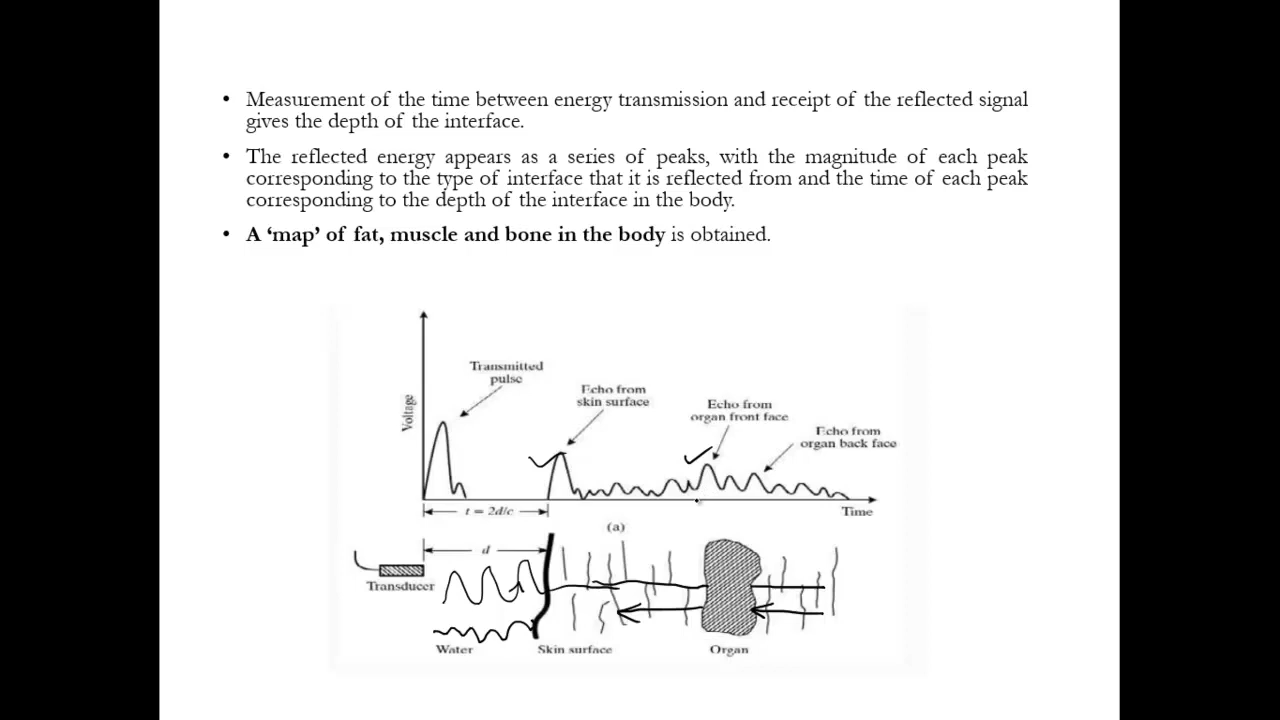 • Measurement of the time between energy transmission and receipt of the reflected signal
gives the depth of the interface.
• The reflected energy appears as a series of peaks, with the magnitude of each peak
corresponding to the type of interface that it is reflected from and the time of each peak
corresponding to the depth of the interface in the body.
• A ‘map’ of fat, muscle and bone in the body is obtained.
Transmitted
pulse
Echo from
skin surface
Echo from
organ front face
Echo from
organ back face
Voltage
t = 2d/c
Time
(a)
d
Transducer
Water
Skin surface
Organ